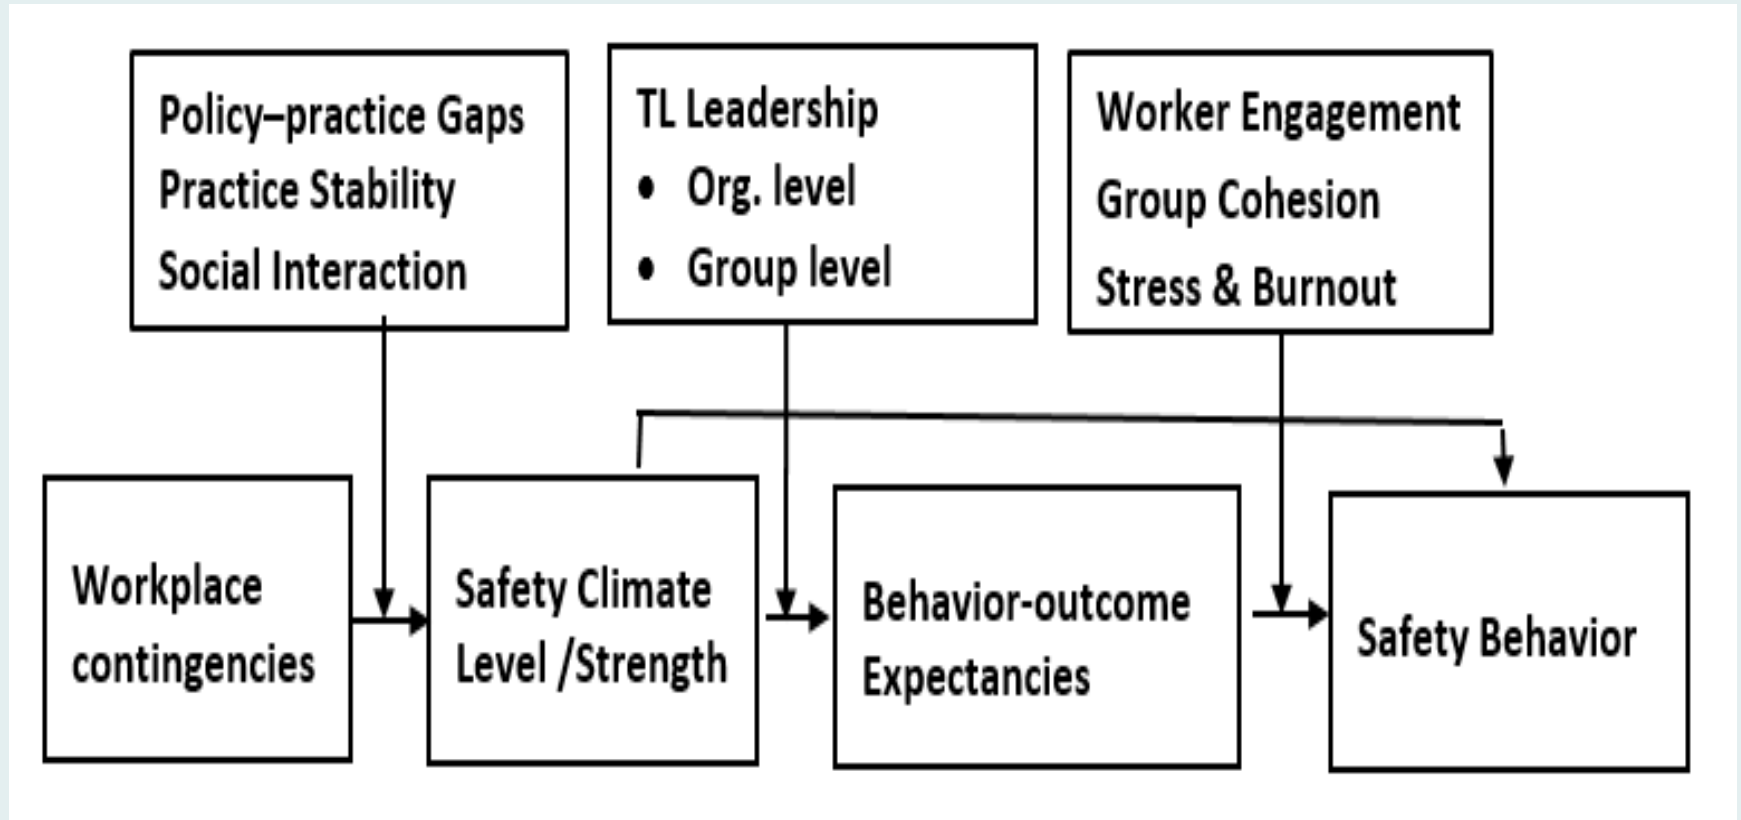 Policy–practice Gaps
Practice Stability
Social Interaction
TL Leadership
• Org. level
• Group level
Worker Engagement
Group Cohesion
Stress & Burnout
Workplace
contingencies
Safety Climate
Level /Strength
Behavior-outcome
Expectancies
Safety Behavior